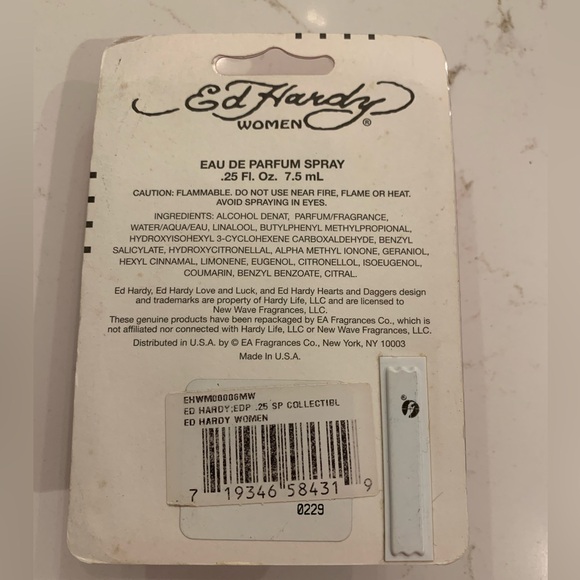 Ed Hardy
WOMEN ®
EAU DE PARFUM SPRAY
.25 Fl. Oz. 7.5 mL
CAUTION: FLAMMABLE. DO NOT USE NEAR FIRE, FLAME OR HEAT.
AVOID SPRAYING IN EYES.
INGREDIENTS: ALCOHOL DENAT, PARFUM/FRAGRANCE,
WATER/AQUA/EAU, LINALOOL, BUTYLPHENYL METHYLPROPIONAL,
HYDROXYISOHEXYL 3-CYCLOHEXENE CARBOXALDEHYDE, BENZYL
SALICYLATE, HYDROXYCITRONELLAL, ALPHA METHYL IONONE, GERANIOL,
HEXYL CINNAMAL, LIMONENE, EUGENOL, CITRONELLOL, ISOEUGENOL,
COUMARIN, BENZYL BENZOATE, CITRAL.
Ed Hardy, Ed Hardy Love and Luck, and Ed Hardy Hearts and Daggers design
and trademarks are property of Hardy Life, LLC and are licensed to
New Wave Fragrances, LLC.
These genuine products have been repackaged by EA Fragrances Co., which is
not affiliated nor connected with Hardy Life, LLC or New Wave Fragrances, LLC.
Distributed in U.S.A. by © EA Fragrances Co., New York, NY 10003
Made in U.S.A.
EHWM00006MW
ED HARDY;EDP .25 SP COLLECTIBL
ED HARDY WOMEN
7 19346 58431 9
0229